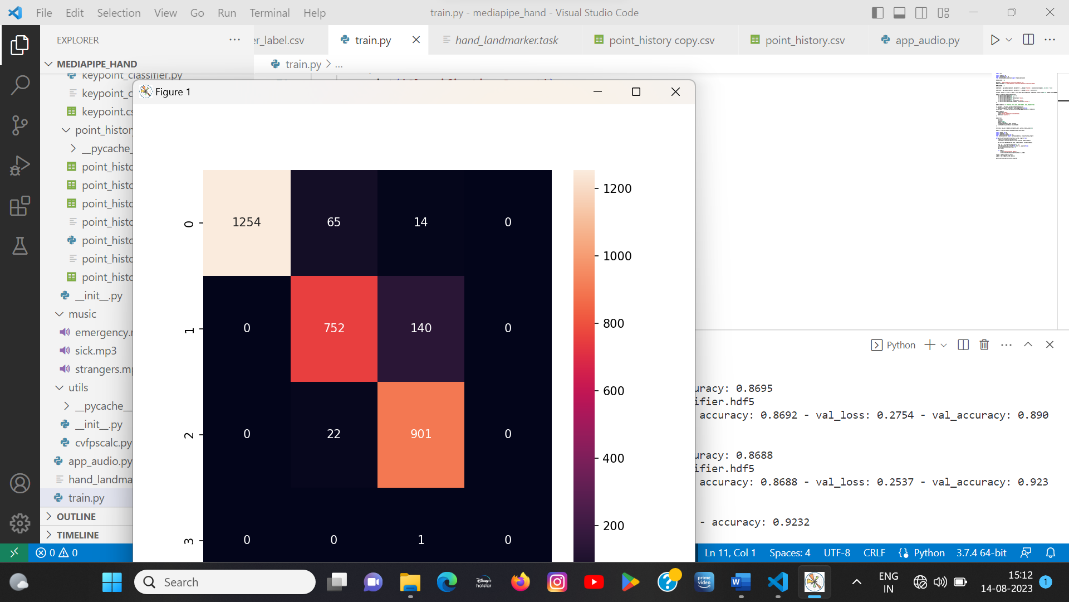 File Edit Selection View Go Run Terminal Help
train.py - mediapipe_hand - Visual Studio Code
EXPLORER
er_label.csv
train.py
hand_landmarker.task
point_history copy.csv
point_history.csv
app_audio.py
MEDIAPIPE_HAND
train.py > ...
keypoint_classifier.py
keypoint_c
keypoint.cs
point_histor
__pycache_
point_histo
point_histo
point_histo
point_histo
point_histo
point_histo
point_histo
__init__.py
music
emergency.
sick.mp3
strangers.mp
utils
__pycache__
__init__.py
cvfpscalc.py
app_audio.py
hand_landma
train.py
OUTLINE
TIMELINE
Figure 1
0 1254 65 14 0
1 0 752 140 0
2 0 22 901 0
3 0 0 1 0
1200
1000
800
600
400
200
Python
uracy: 0.8695
ifier.hdf5
accuracy: 0.8692 - val_loss: 0.2754 - val_accuracy: 0.890
uracy: 0.8688
ifier.hdf5
accuracy: 0.8688 - val_loss: 0.2537 - val_accuracy: 0.923
- accuracy: 0.9232
0 0
Ln 11, Col 1 Spaces: 4 UTF-8 CRLF Python 3.7.4 64-bit
Search
ENG
IN
15:12
14-08-2023
1